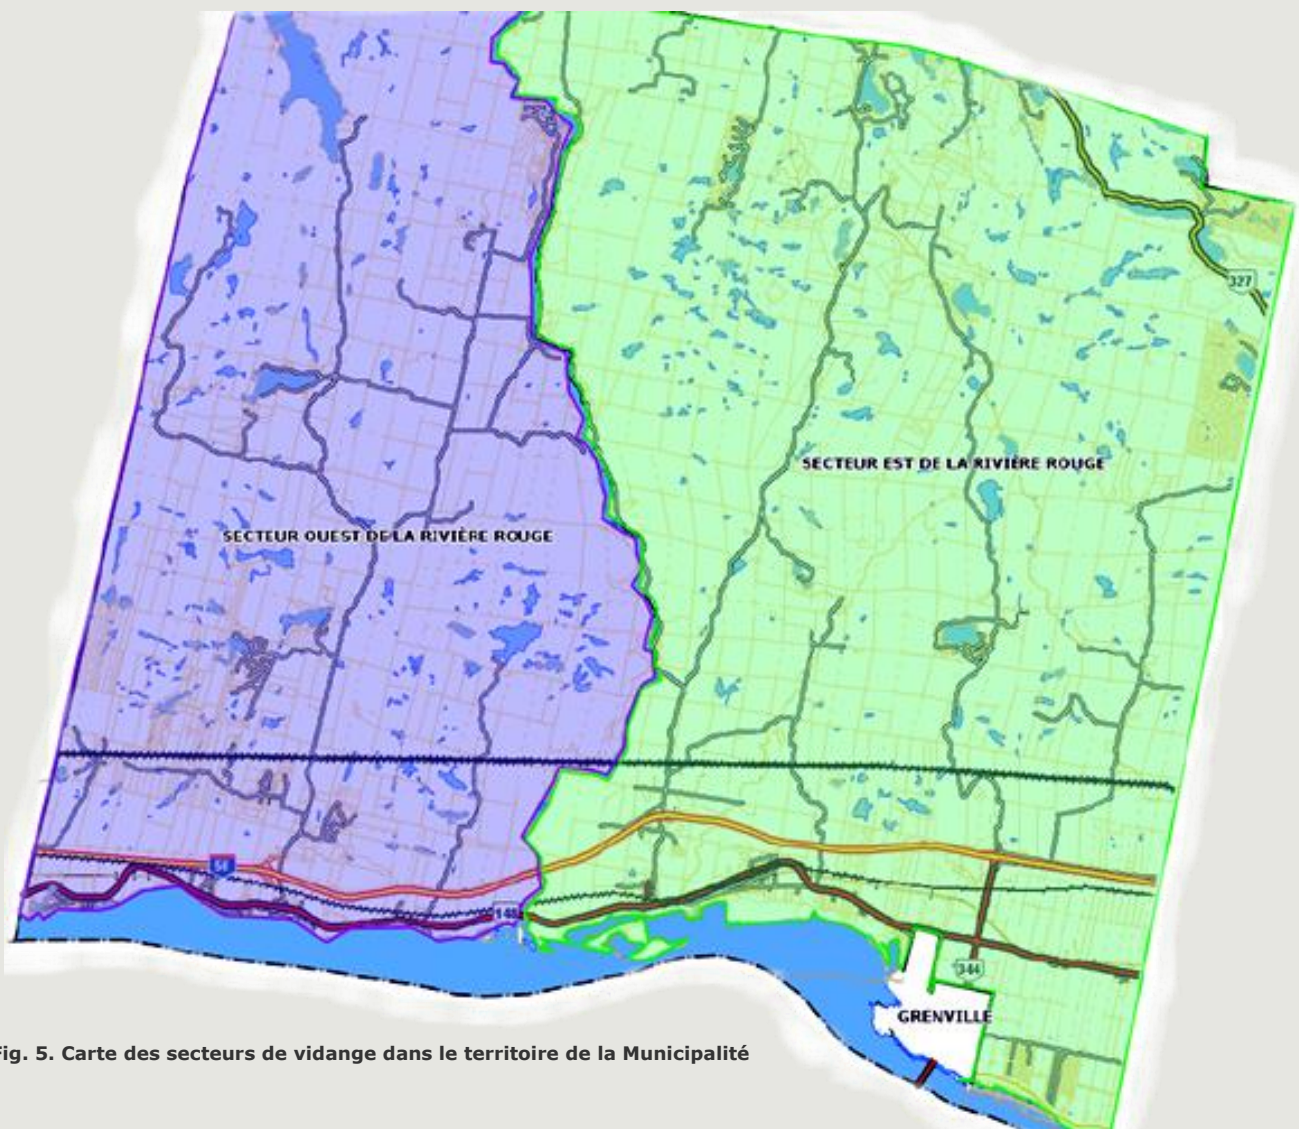 327
SECTEUR EST DE LA RIVIÈRE ROUGE
SECTEUR OUEST DE LA RIVIÈRE ROUGE
50
148
344
GRENVILLE
Fig. 5. Carte des secteurs de vidange dans le territoire de la Municipalité